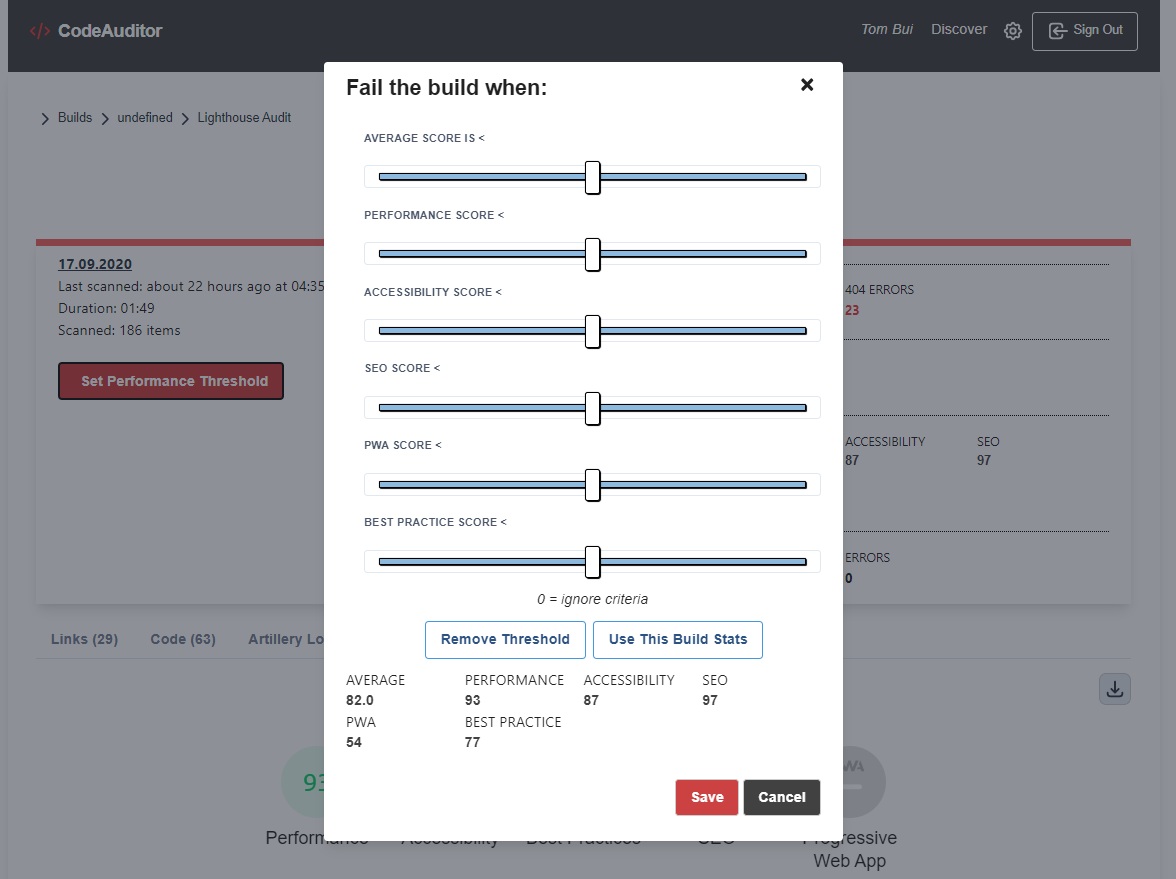 </> CodeAuditor
Tom Bui Discover Sign Out
Builds undefined Lighthouse Audit
Fail the build when:
AVERAGE SCORE IS <
PERFORMANCE SCORE <
ACCESSIBILITY SCORE <
SEO SCORE <
PWA SCORE <
BEST PRACTICE SCORE <
0 = ignore criteria
Remove Threshold Use This Build Stats
AVERAGE PERFORMANCE ACCESSIBILITY SEO
82.0 93 87 97
PWA BEST PRACTICE
54 77
Save Cancel
17.09.2020
Last scanned: about 22 hours ago at 04:35
Duration: 01:49
Scanned: 186 items
Set Performance Threshold
404 ERRORS
23
ACCESSIBILITY SEO
87 97
ERRORS
0
Links (29) Code (63) Artillery Lo
93
Performance Accessibility Best Practices SEO Progressive
Web App